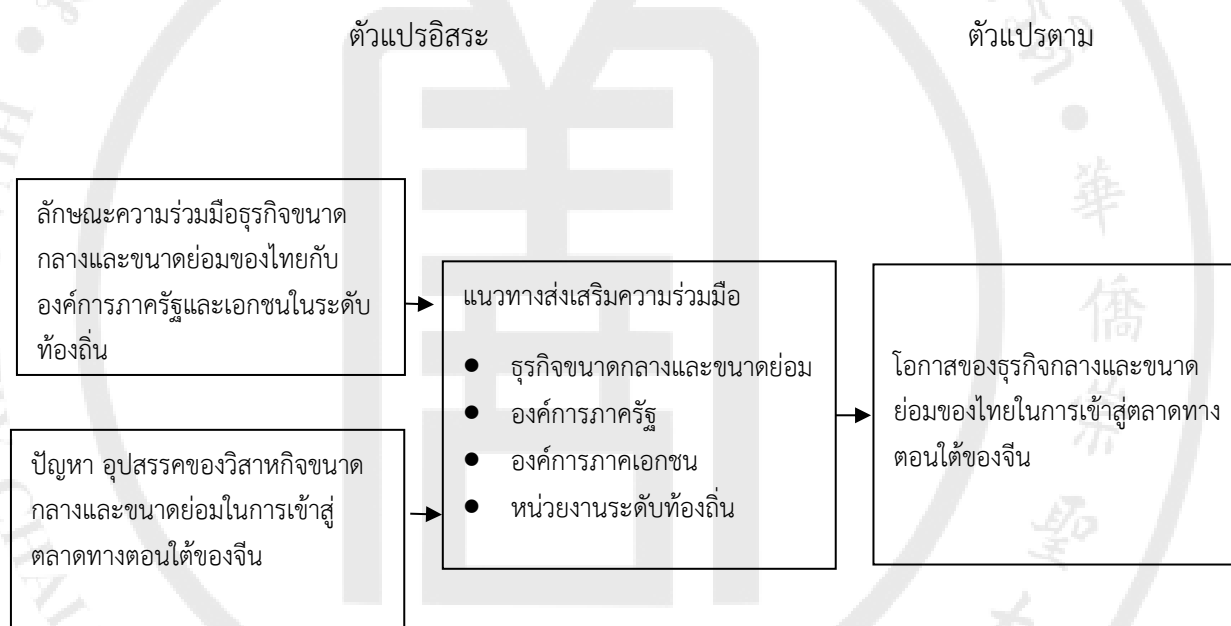 ตัวแปรอิสระ
ตัวแปรตาม
ลักษณะความร่วมมือธุรกิจขนาด
กลางและขนาดย่อมของไทยกับ
องค์การภาครัฐและเอกชนในระดับ
ท้องถิ่น
ปัญหา อุปสรรคของวิสาหกิจขนาด
กลางและขนาดย่อมในการเข้าสู่
ตลาดทางตอนใต้ของจีน
แนวทางส่งเสริมความร่วมมือ
● ธุรกิจขนาดกลางและขนาดย่อม
● องค์การภาครัฐ
● องค์การภาคเอกชน
● หน่วยงานระดับท้องถิ่น
โอกาสของธุรกิจกลางและขนาด
ย่อมของไทยในการเข้าสู่ตลาดทาง
ตอนใต้ของจีน
華
僑
崇
聖